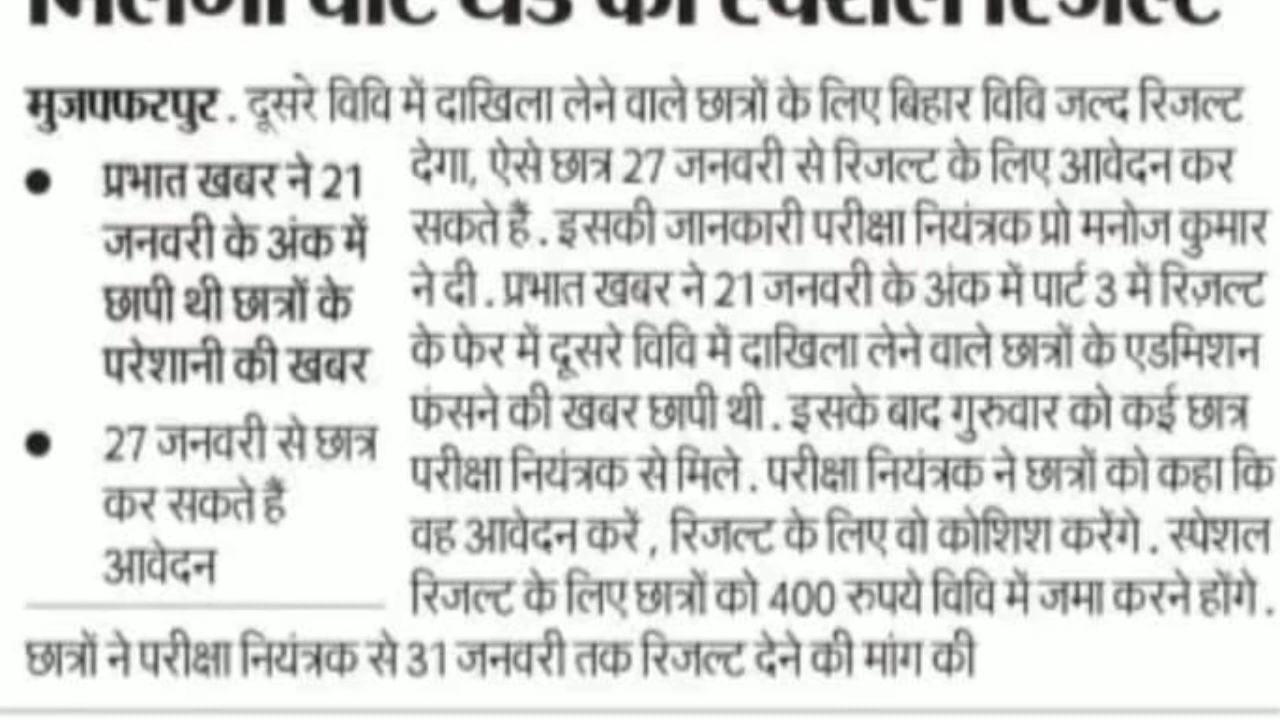 मुजफ्फरपुर. दूसरे विवि में दाखिला लेने वाले छात्रों के लिए बिहार विवि जल्द रिजल्ट
देगा, ऐसे छात्र 27 जनवरी से रिजल्ट के लिए आवेदन कर
सकते हैं. इसकी जानकारी परीक्षा नियंत्रक प्रो मनोज कुमार
ने दी. प्रभात खबर ने 21 जनवरी के अंक में पार्ट 3 में रिज़ल्ट
के फेर में दूसरे विवि में दाखिला लेने वाले छात्रों के एडमिशन
फंसने की खबर छापी थी. इसके बाद गुरुवार को कई छात्र
परीक्षा नियंत्रक से मिले. परीक्षा नियंत्रक ने छात्रों को कहा कि
वह आवेदन करें, रिजल्ट के लिए वो कोशिश करेंगे. स्पेशल
रिजल्ट के लिए छात्रों को 400 रुपये विवि में जमा करने होंगे.
छात्रों ने परीक्षा नियंत्रक से 31 जनवरी तक रिजल्ट देने की मांग की
● प्रभात खबर ने 21
जनवरी के अंक में
छापी थी छात्रों के
परेशानी की खबर
● 27 जनवरी से छात्र
कर सकते हैं
आवेदन